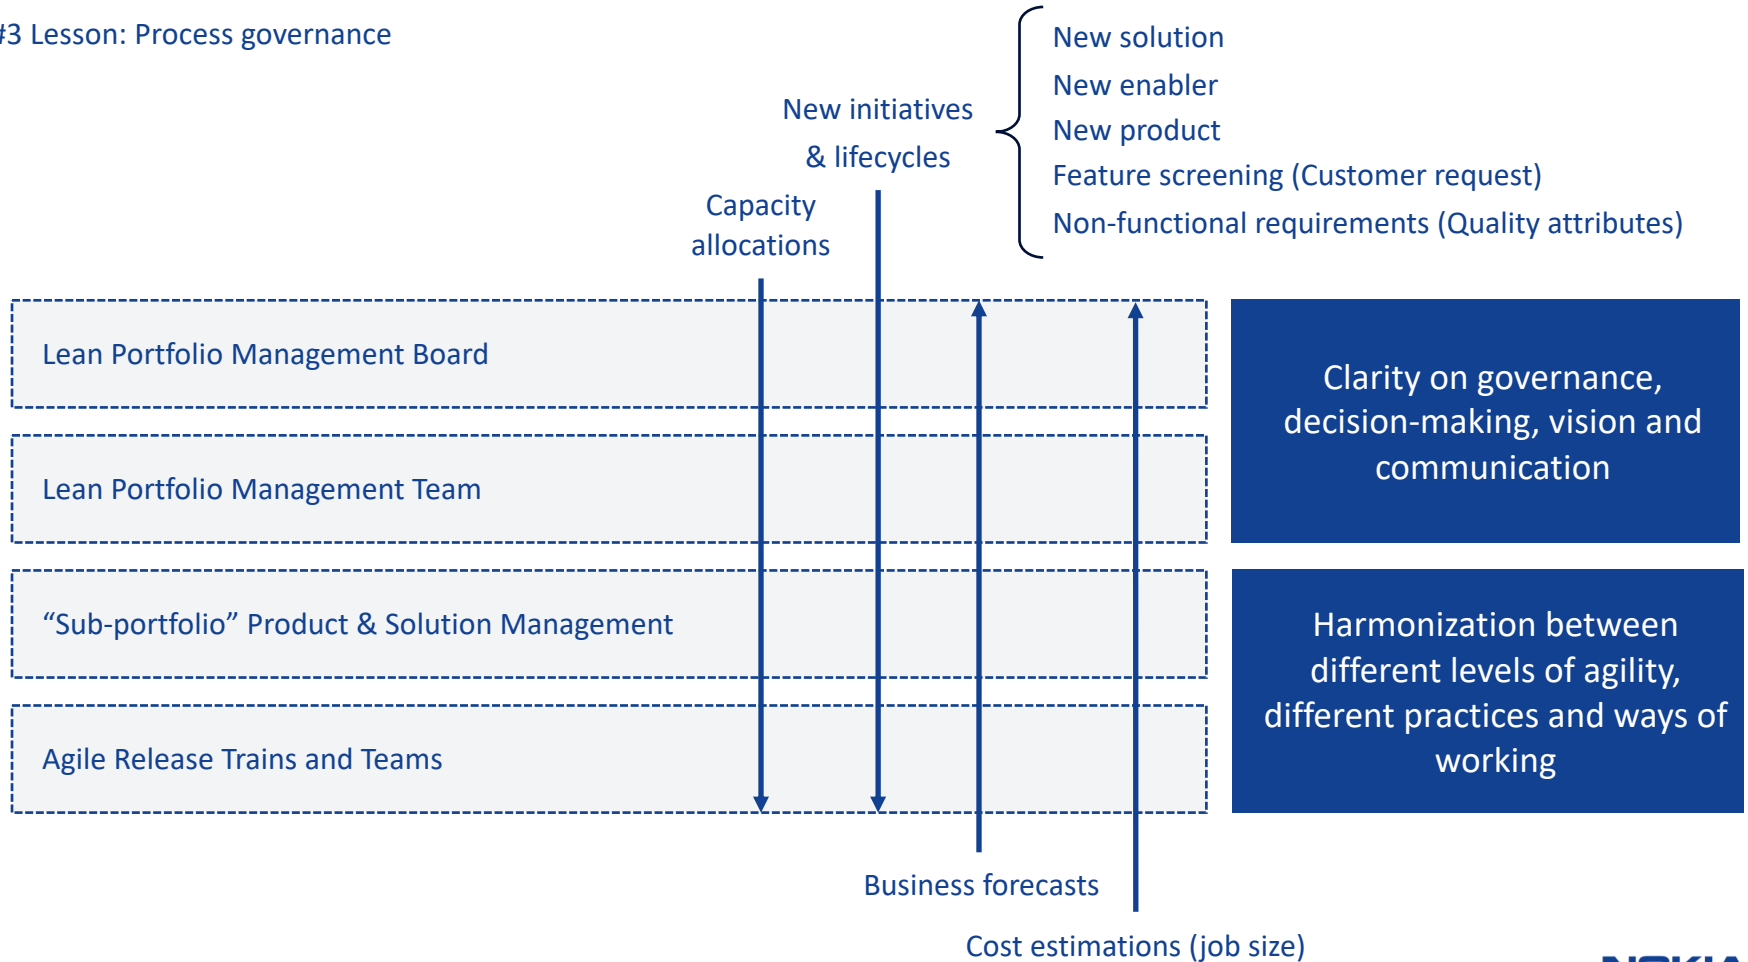 #3 Lesson: Process governance
New solution
New enabler
New product
Feature screening (Customer request)
Non-functional requirements (Quality attributes)
New initiatives
& lifecycles
Capacity
allocations
Lean Portfolio Management Board
Lean Portfolio Management Team
“Sub-portfolio” Product & Solution Management
Agile Release Trains and Teams
Clarity on governance,
decision-making, vision and
communication
Harmonization between
different levels of agility,
different practices and ways of
working
Business forecasts
Cost estimations (job size)
NOKIA